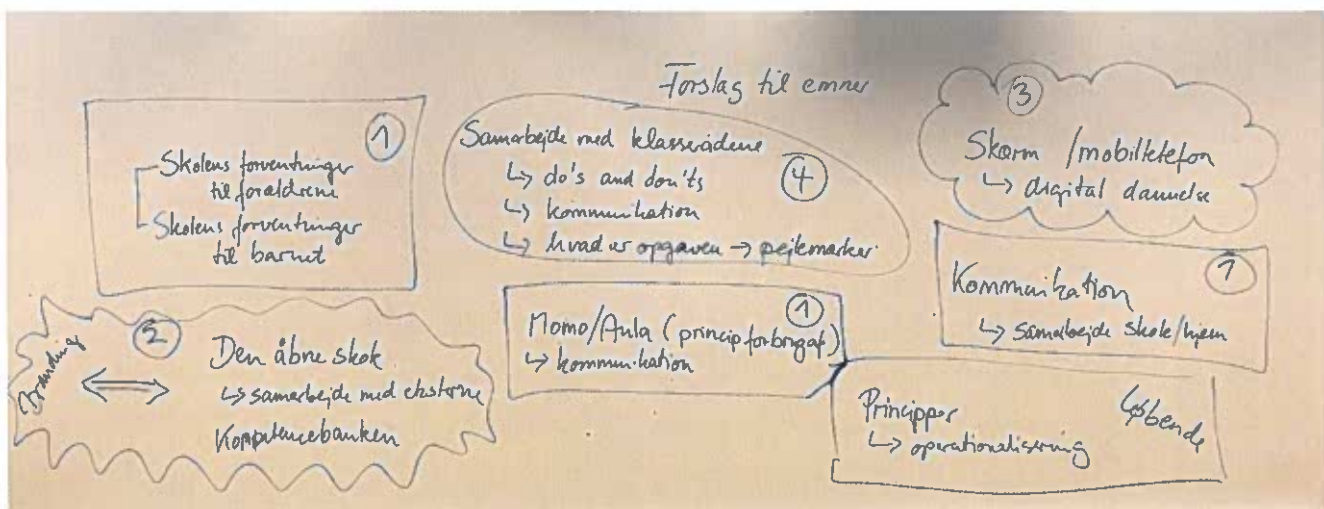 Forslag til emner
1
Skolens forventninger
til forældrene
Skolens forventninger
til barnet
Samarbejde med klasserådene
4
↳ do's and don'ts
↳ kommunikation
↳ hvad er opgaven → pejlemærker
3
Skærm /mobiltelefon
↳ digital dannelse
Branding
2
Den åbne skole
↳ samarbejde med eksterne
Kompetencebanken
1
Momo/Aula (princip for brug af)
↳ kommunikation
1
Kommunikation
↳ samarbejde skole/hjem
Principper
Løbende
↳ operationalisering